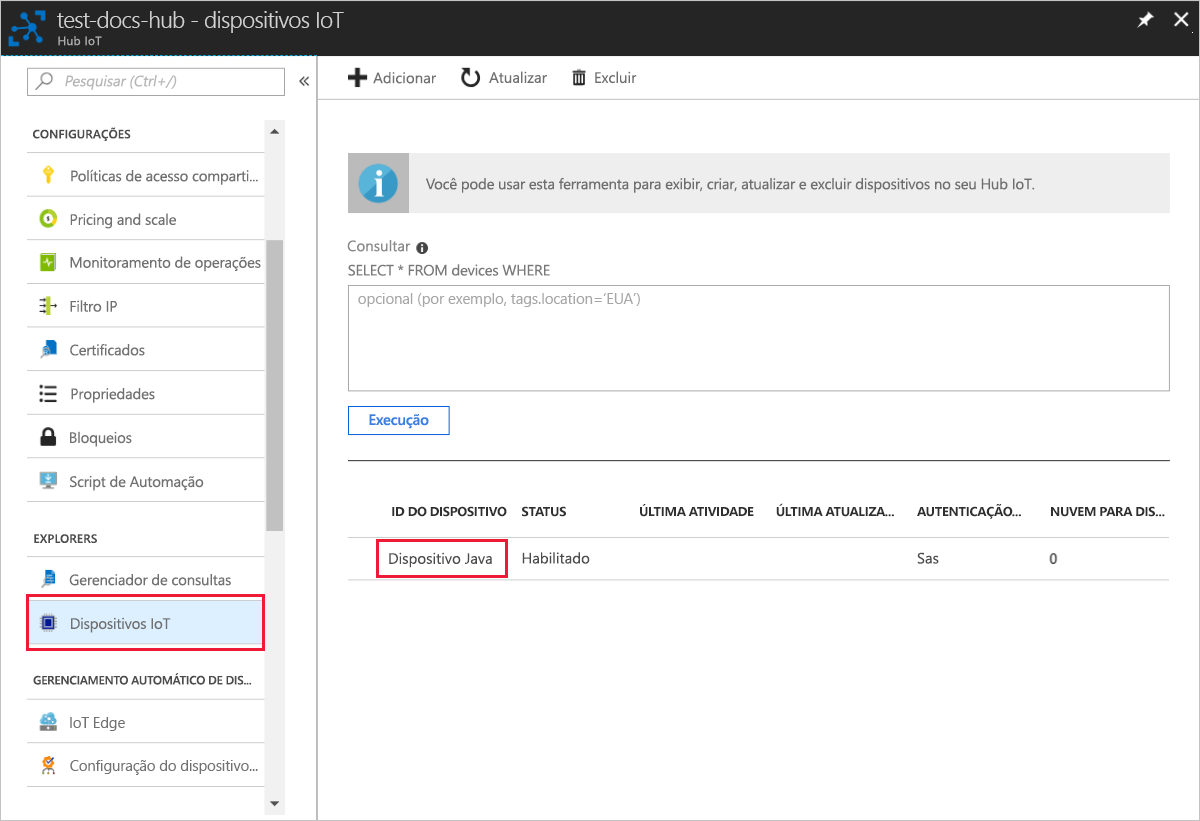 test-docs-hub - dispositivos IoT
Hub IoT
Pesquisar (Ctrl+/)
«
CONFIGURAÇÕES
Políticas de acesso comparti...
Pricing and scale
Monitoramento de operações
Filtro IP
Certificados
Propriedades
Bloqueios
Script de Automação
EXPLORERS
Gerenciador de consultas
Dispositivos IoT
GERENCIAMENTO AUTOMÁTICO DE DIS...
IoT Edge
Configuração do dispositivo...
Adicionar Atualizar Excluir
Você pode usar esta ferramenta para exibir, criar, atualizar e excluir dispositivos no seu Hub IoT.
Consultar
SELECT * FROM devices WHERE
opcional (por exemplo, tags.location=‘EUA’)
Execução
ID DO DISPOSITIVO STATUS ÚLTIMA ATIVIDADE ÚLTIMA ATUALIZA... AUTENTICAÇÃO... NUVEM PARA DIS...
Dispositivo Java Habilitado Sas 0